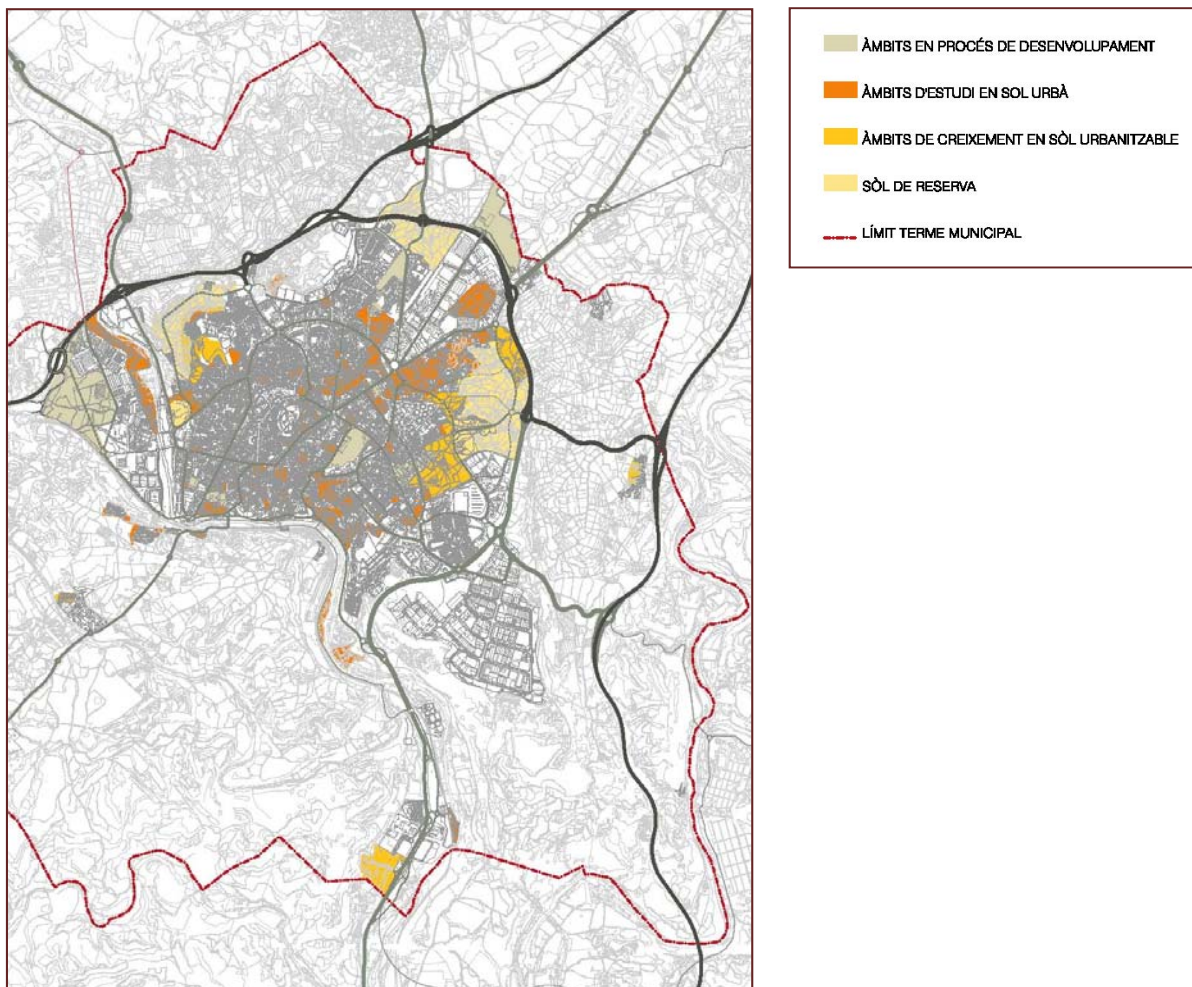 ÀMBITS EN PROCÉS DE DESENVOLUPAMENT
ÀMBITS D'ESTUDI EN SOL URBÀ
ÀMBITS DE CREIXEMENT EN SÒL URBANITZABLE
SÒL DE RESERVA
LÍMIT TERME MUNICIPAL